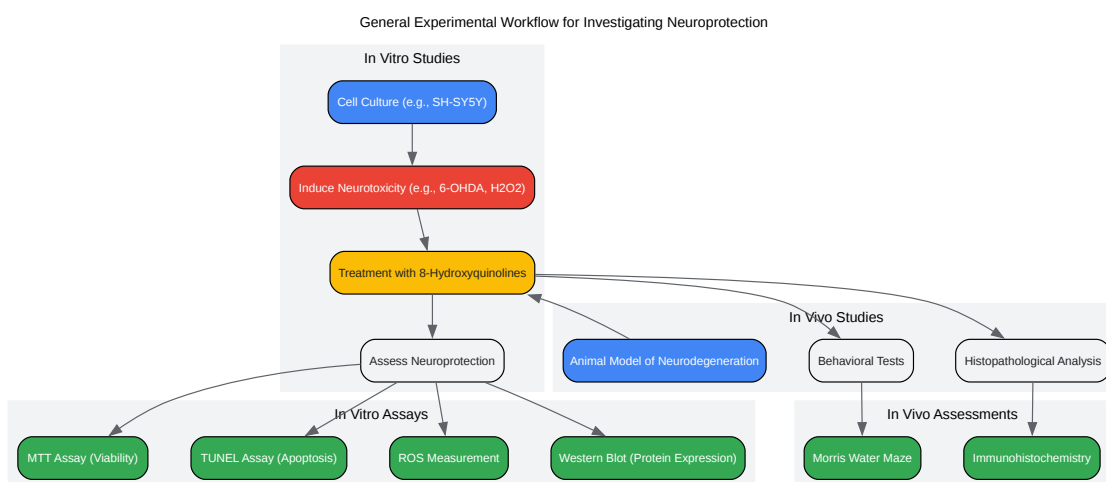 General Experimental Workflow for Investigating Neuroprotection
In Vitro Studies
Cell Culture (e.g., SH-SY5Y)
Induce Neurotoxicity (e.g., 6-OHDA, H2O2)
Treatment with 8-Hydroxyquinolines
In Vivo Studies
Assess Neuroprotection
Animal Model of Neurodegeneration
Behavioral Tests
Histopathological Analysis
In Vitro Assays
In Vivo Assessments
MTT Assay (Viability)
TUNEL Assay (Apoptosis)
ROS Measurement
Western Blot (Protein Expression)
Morris Water Maze
Immunohistochemistry